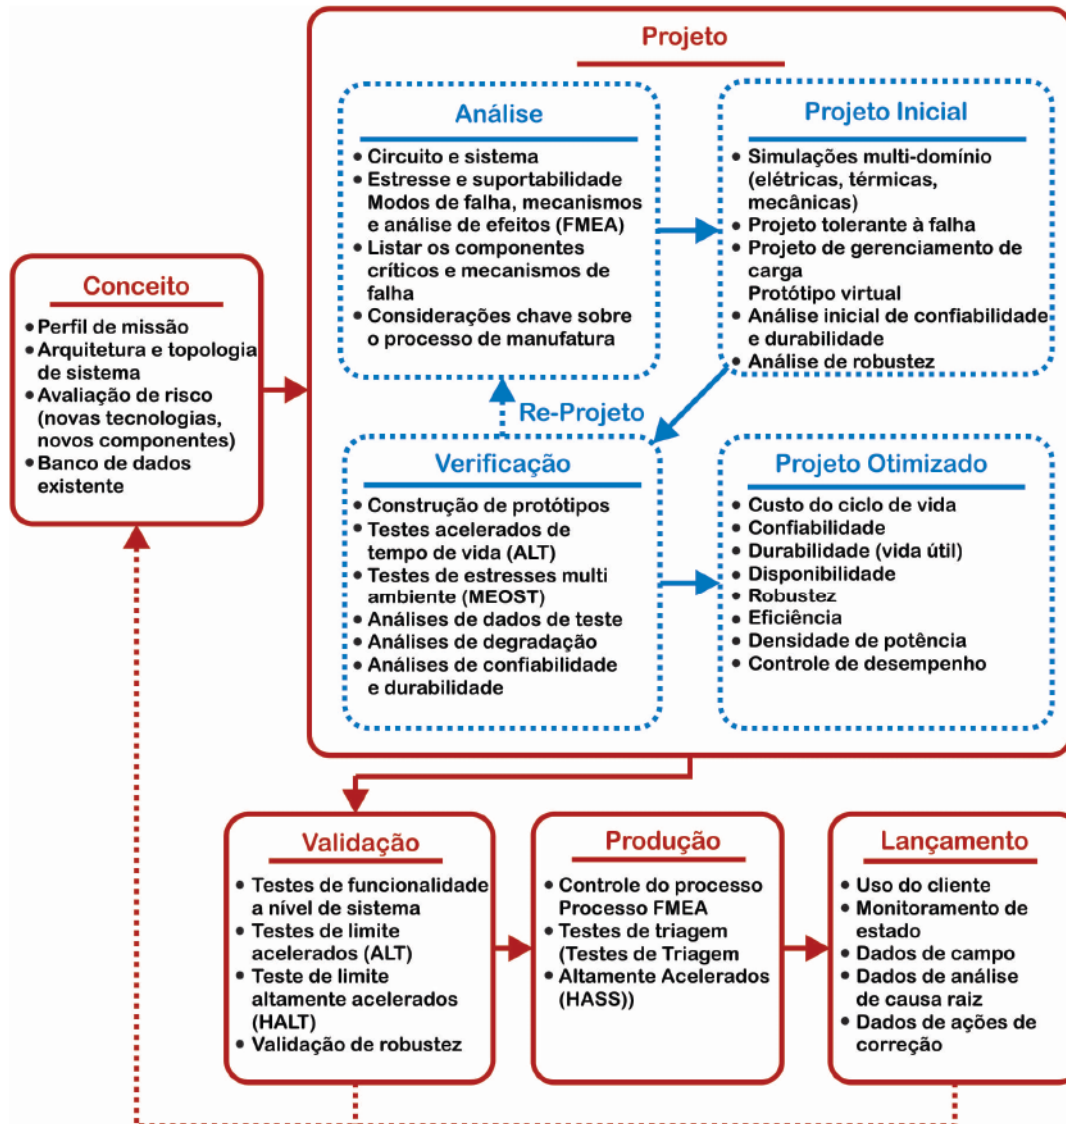 Projeto
Análise
• Circuito e sistema
• Estresse e suportabilidade
Modos de falha, mecanismos
e análise de efeitos (FMEA)
• Listar os componentes
críticos e mecanismos de
falha
• Considerações chave sobre
o processo de manufatura
Projeto Inicial
• Simulações multi-domínio
(elétricas, térmicas,
mecânicas)
• Projeto tolerante à falha
• Projeto de gerenciamento de
carga
Protótipo virtual
• Análise inicial de confiabilidade
e durabilidade
• Análise de robustez
Conceito
• Perfil de missão
• Arquitetura e topologia
de sistema
• Avaliação de risco
(novas tecnologias,
novos componentes)
• Banco de dados
existente
Re-Projeto
Verificação
• Construção de protótipos
• Testes acelerados de
tempo de vida (ALT)
• Testes de estresses multi
ambiente (MEOST)
• Análises de dados de teste
• Análises de degradação
• Análises de confiabilidade
e durabilidade
Projeto Otimizado
• Custo do ciclo de vida
• Confiabilidade
• Durabilidade (vida útil)
• Disponibilidade
• Robustez
• Eficiência
• Densidade de potência
• Controle de desempenho
Validação
• Testes de funcionalidade
a nível de sistema
• Testes de limite
acelerados (ALT)
• Teste de limite
altamente acelerados
(HALT)
• Validação de robustez
Produção
• Controle do processo
Processo FMEA
• Testes de triagem
(Testes de Triagem
• Altamente Acelerados
(HASS))
Lançamento
• Uso do cliente
• Monitoramento de
estado
• Dados de campo
• Dados de análise
de causa raiz
• Dados de ações de
correção